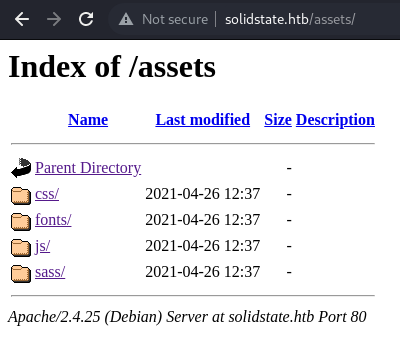 Not secure solidstate.htb/assets/
Index of /assets
Name Last modified Size Description
Parent Directory -
css/ 2021-04-26 12:37 -
fonts/ 2021-04-26 12:37 -
js/ 2021-04-26 12:37 -
sass/ 2021-04-26 12:37 -
Apache/2.4.25 (Debian) Server at solidstate.htb Port 80